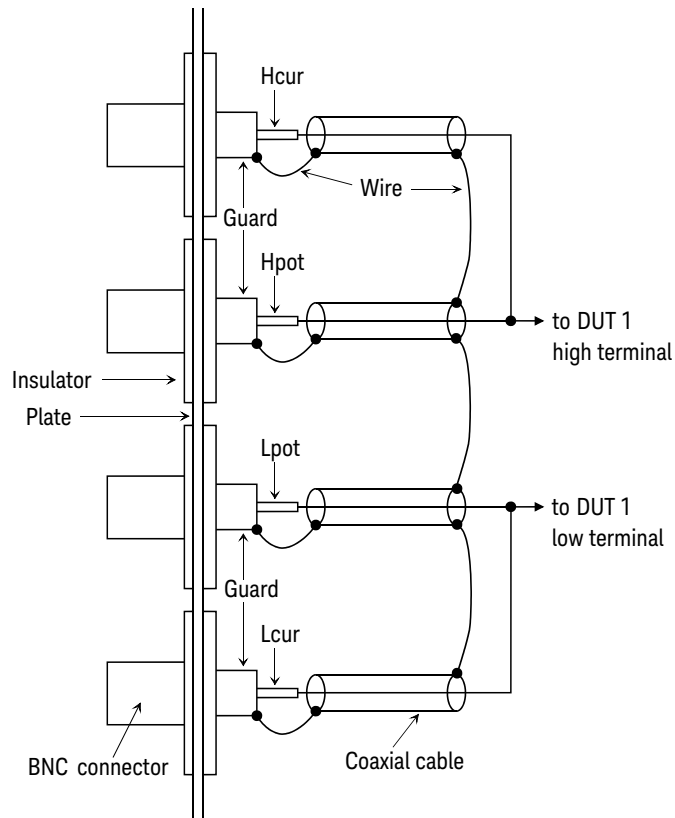 Hcur
Wire
Guard
Hpot
to DUT 1
high terminal
Insulator
Plate
Lpot
to DUT 1
low terminal
Guard
Lcur
BNC connector
Coaxial cable